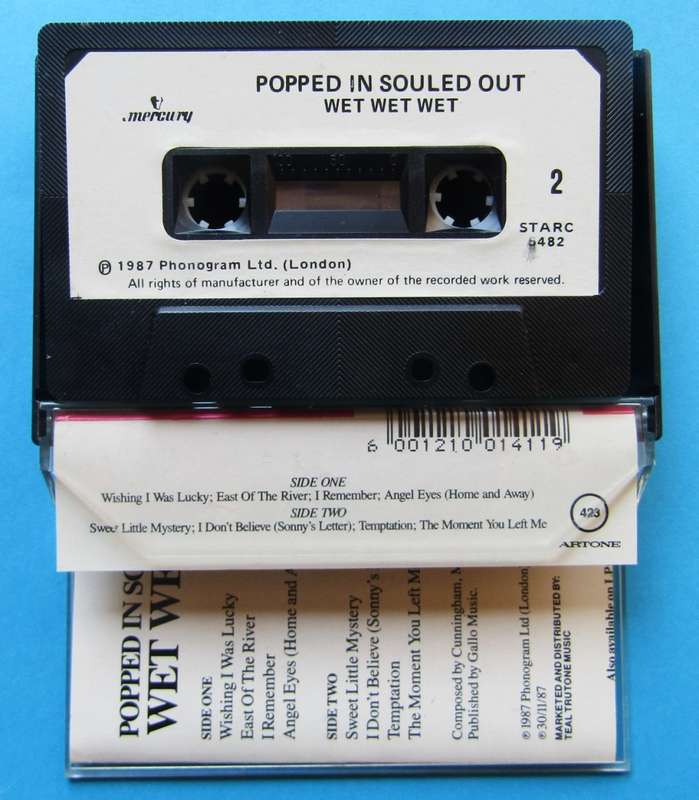 POPPED IN SOULED OUT
WET WET WET
mercury
2
STARC
5482
℗ 1987 Phonogram Ltd. (London)
All rights of manufacturer and of the owner of the recorded work reserved.
6 001210 014119
SIDE ONE
Wishing I Was Lucky; East Of The River; I Remember; Angel Eyes (Home and Away)
SIDE TWO
Sweet Little Mystery; I Don't Believe (Sonny's Letter); Temptation; The Moment You Left Me
423
ARTONE
POPPED IN
WET
SIDE ONE
Wishing I Was Lucky
East Of The River
I Remember
Angel Eyes (Home and
SIDE TWO
Sweet Little Mystery
I Don't Believe (Sonny's
Temptation
The Moment You Left
Composed by Cunningham,
Published by Gallo Music.
℗ 1987 Phonogram Ltd (London)
℗ 30/11/87
MARKETED AND DISTRIBUTED BY:
TEAL TRUTONE MUSIC
Also available on LP